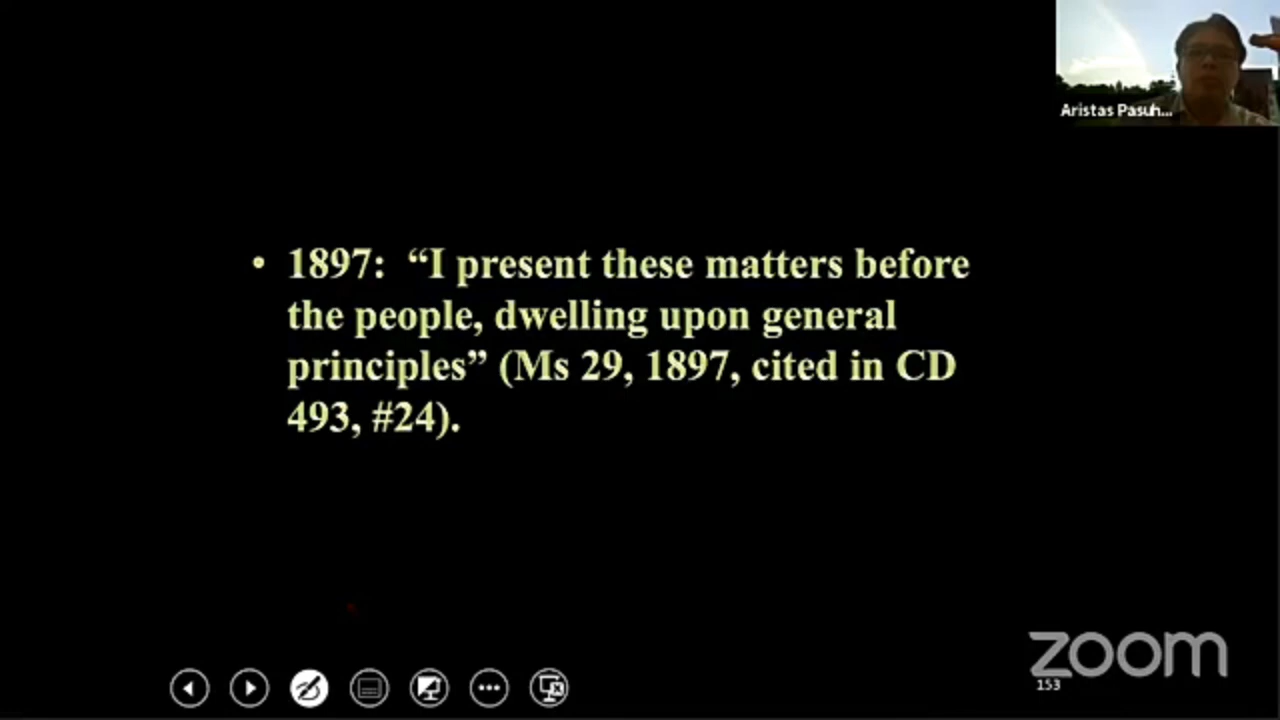 Aristas Pasuh...
• 1897: “I present these matters before
the people, dwelling upon general
principles” (Ms 29, 1897, cited in CD
493, #24).
zoom
153